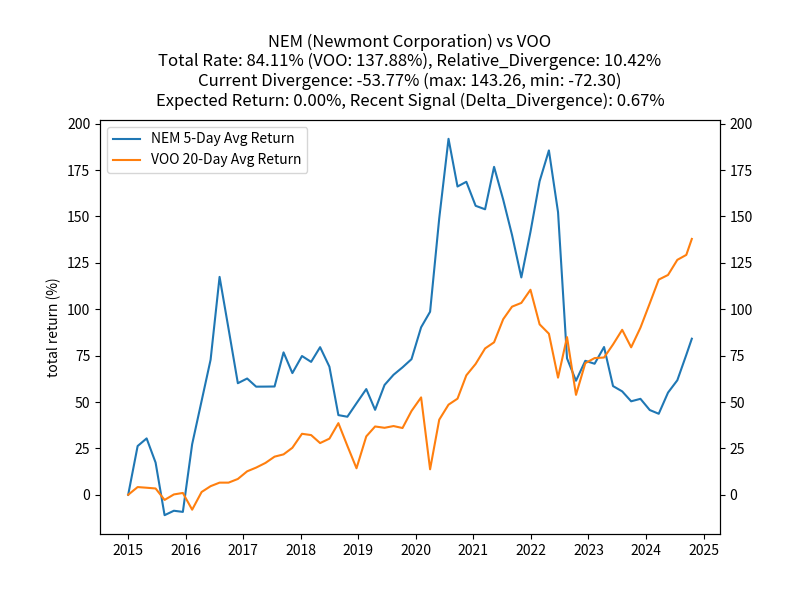 NEM (Newmont Corporation) vs VOO
Total Rate: 84.11% (VOO: 137.88%), Relative_Divergence: 10.42%
Current Divergence: -53.77% (max: 143.26, min: -72.30)
Expected Return: 0.00%, Recent Signal (Delta_Divergence): 0.67%
NEM 5-Day Avg Return
VOO 20-Day Avg Return
total return (%)
200
175
150
125
100
75
50
25
0
200
175
150
125
100
75
50
25
0
2015 2016 2017 2018 2019 2020 2021 2022 2023 2024 2025